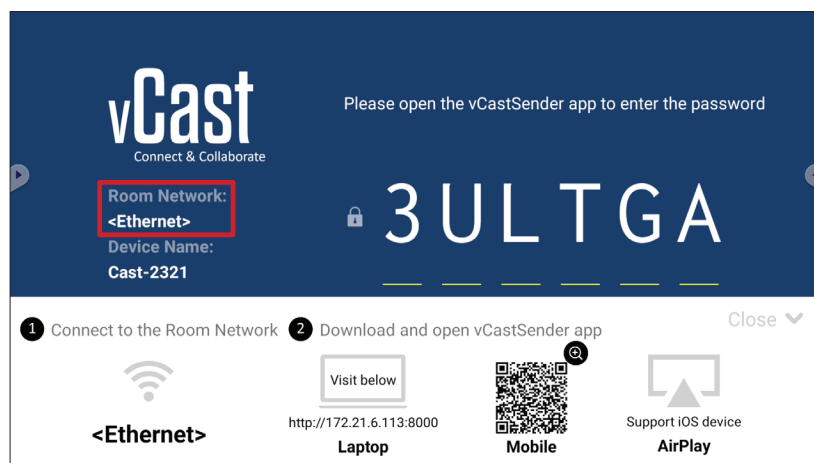 vCast
Connect & Collaborate
Please open the vCastSender app to enter the password
Room Network:
<Ethernet>
Device Name:
Cast-2321
3ULTGA
1 Connect to the Room Network
2 Download and open vCastSender app
Close
<Ethernet>
Visit below
http://172.21.6.113:8000
Laptop
Mobile
Support iOS device
AirPlay